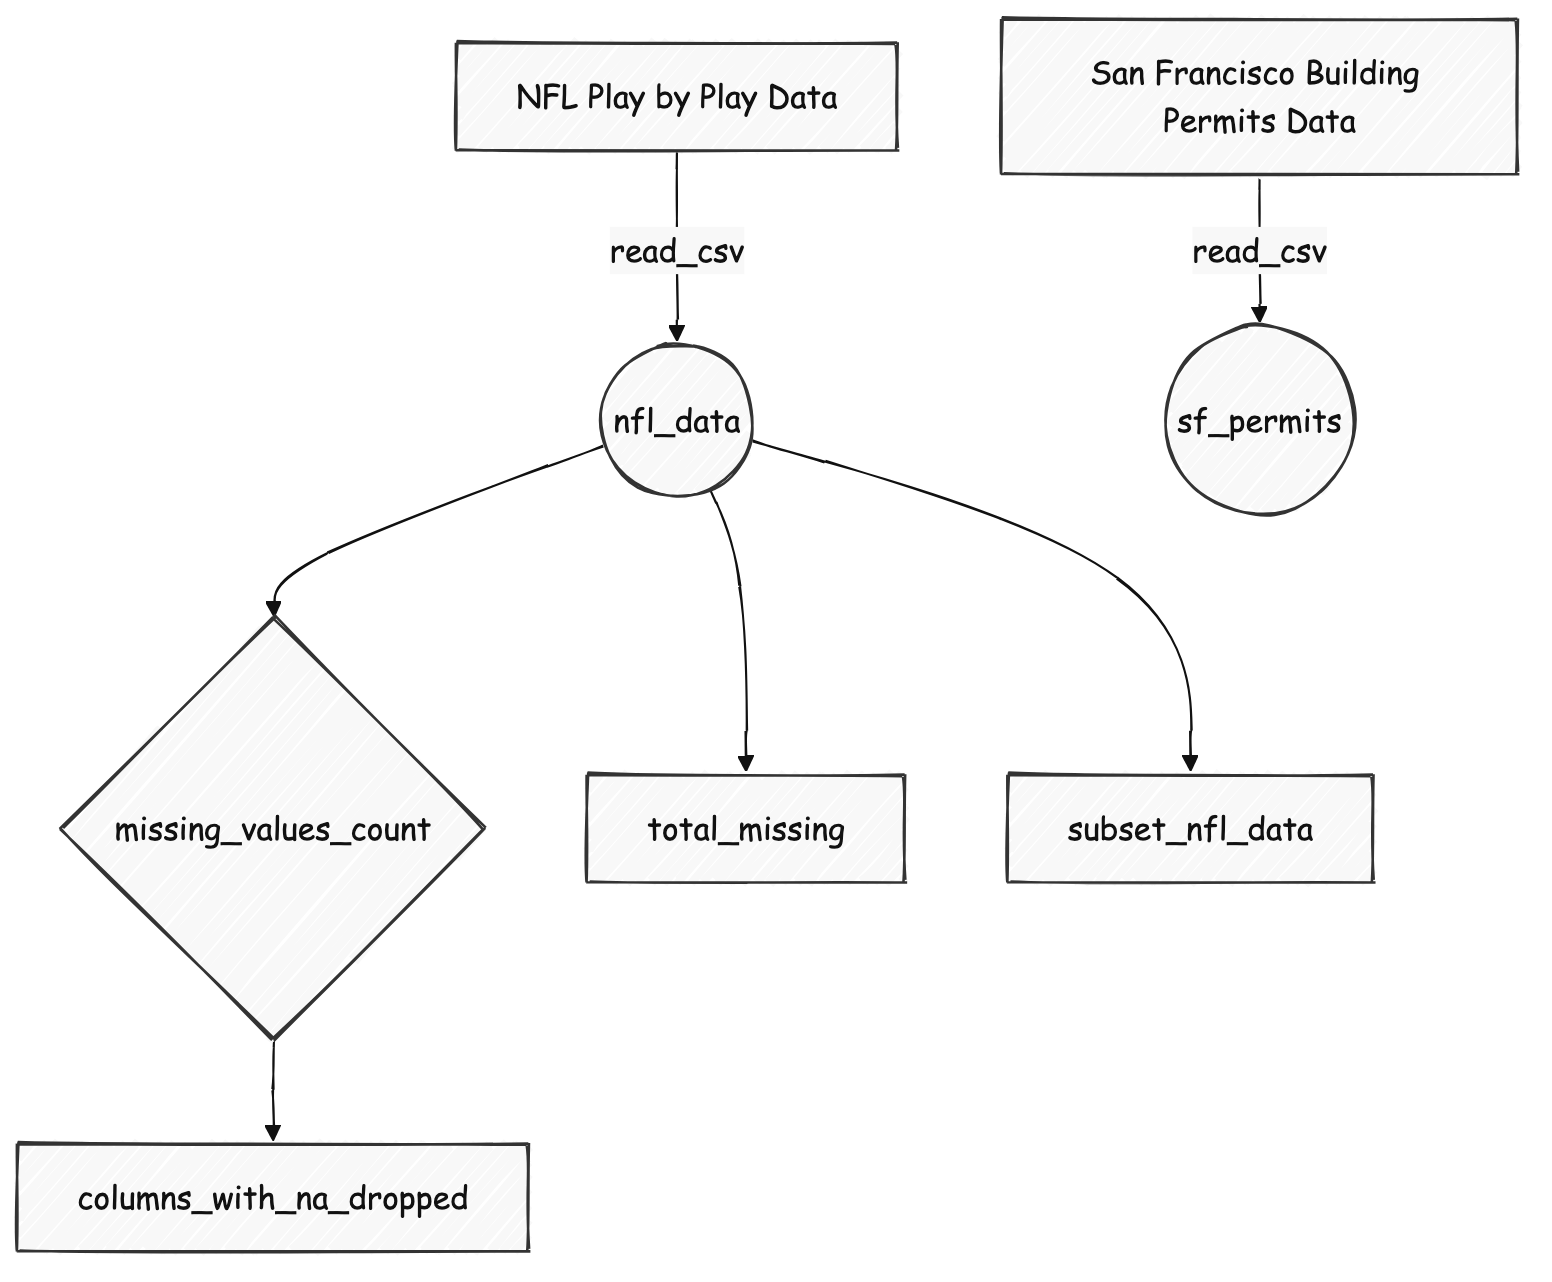 NFL Play by Play Data
San Francisco Building
Permits Data
read_csv
read_csv
nfl_data
sf_permits
missing_values_count
total_missing
subset_nfl_data
columns_with_na_dropped